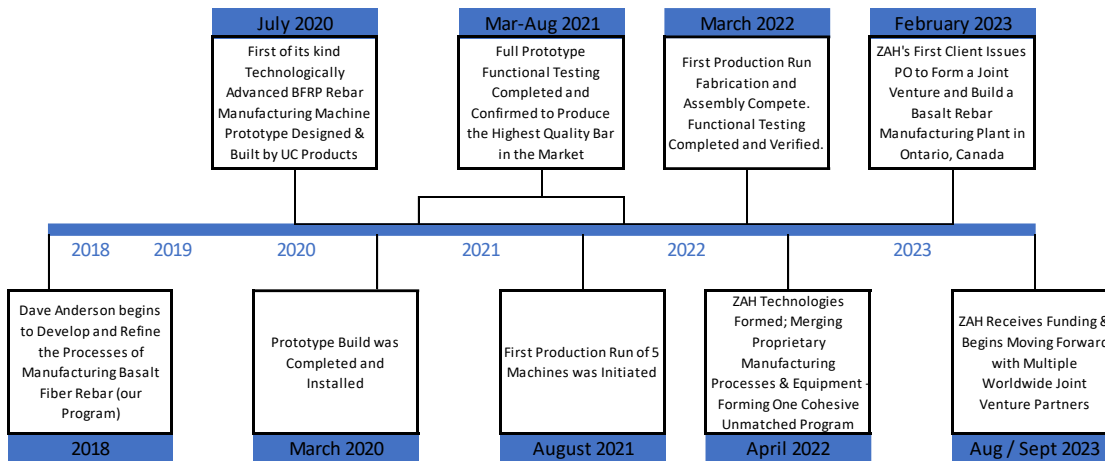 July 2020
First of its kind
Technologically
Advanced BFRP Rebar
Manufacturing Machine
Prototype Designed &
Built by UC Products
Mar-Aug 2021
Full Prototype
Functional Testing
Completed and
Confirmed to Produce
the Highest Quality Bar
in the Market
March 2022
First Production Run
Fabrication and
Assembly Compete.
Functional Testing
Completed and Verified.
February 2023
ZAH's First Client Issues
PO to Form a Joint
Venture and Build a
Basalt Rebar
Manufacturing Plant in
Ontario, Canada
2018
2019
2020
2021
2022
2023
Dave Anderson begins
to Develop and Refine
the Processes of
Manufacturing Basalt
Fiber Rebar (our
Program)
2018
Prototype Build was
Completed and
Installed
March 2020
First Production Run of 5
Machines was Initiated
August 2021
ZAH Technologies
Formed; Merging
Proprietary
Manufacturing
Processes & Equipment -
Forming One Cohesive
Unmatched Program
April 2022
ZAH Receives Funding &
Begins Moving Forward
with Multiple
Worldwide Joint
Venture Partners
Aug / Sept 2023